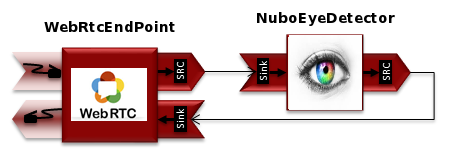 WebRtcEndPoint
NuboEyeDetector
SRC
Sink
SRC
WebRTC
Sink